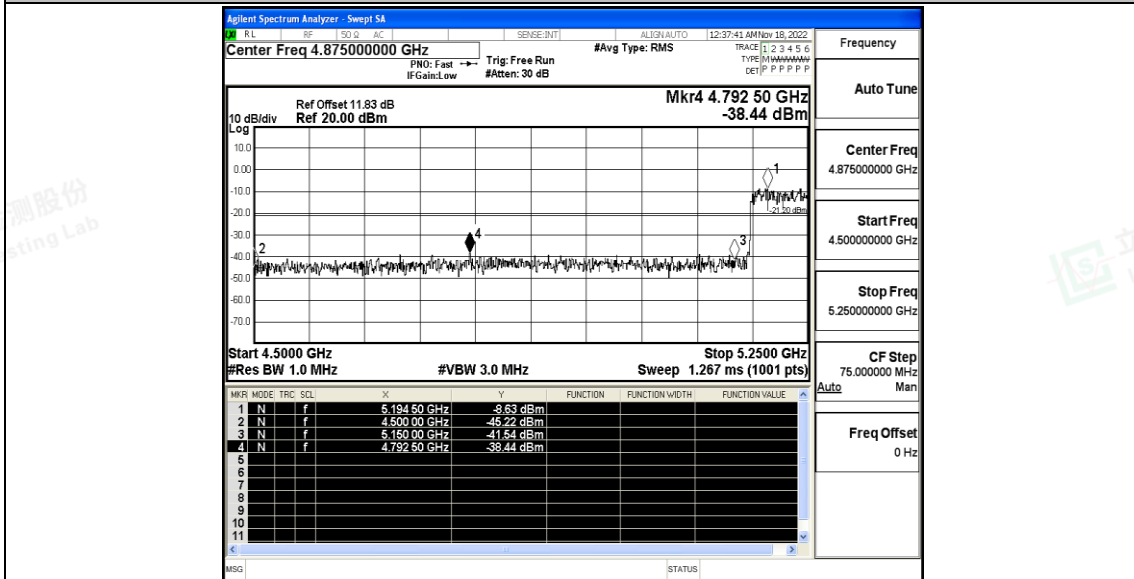 Agilent Spectrum Analyzer - Swept SA
LXI RL RF 50 Ω AC SENSE:INT ALIGN AUTO 12:37:41 AM Nov 18, 2022
Center Freq 4.875000000 GHz
PNO: Fast
IFGain:Low
Trig: Free Run
#Atten: 30 dB
#Avg Type: RMS
TRACE 1 2 3 4 5 6
TYPE M WWWWW
DET P P P P P P
Frequency
Auto Tune
Center Freq
4.875000000 GHz
Start Freq
4.500000000 GHz
Stop Freq
5.250000000 GHz
CF Step
75.000000 MHz
Auto Man
Freq Offset
0 Hz
Ref Offset 11.83 dB
10 dB/div Ref 20.00 dBm
Log
Mkr4 4.792 50 GHz
-38.44 dBm
10.0
0.00
-10.0
-20.0
-30.0
-40.0
-50.0
-60.0
-70.0
1
-21.20 dBm
2
4
3
Start 4.5000 GHz Stop 5.2500 GHz
#Res BW 1.0 MHz #VBW 3.0 MHz Sweep 1.267 ms (1001 pts)
MKR MODE TRC SCL X Y FUNCTION FUNCTION WIDTH FUNCTION VALUE
1 N f 5.194 50 GHz -8.63 dBm
2 N f 4.500 00 GHz -45.22 dBm
3 N f 5.150 00 GHz -41.54 dBm
4 N f 4.792 50 GHz -38.44 dBm
5
6
7
8
9
10
11
MSG STATUS
测股份
sting Lab
立